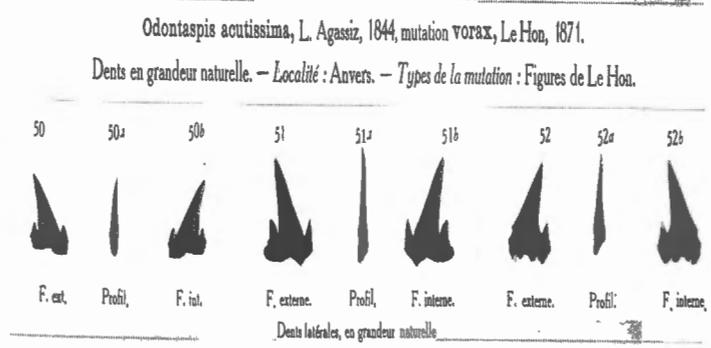 Odontaspis acutissima, L. Agassiz, 1844, mutation vorax, Le Hon, 1871.
Dents en grandeur naturelle. — Localité : Anvers. — Types de la mutation : Figures de Le Hon.
50 50a 50b 51 51a 51b 52 52a 52b
F. ext. Profil. F. int. F. externe. Profil. F. interne. F. externe. Profil. F. interne.
Dents latérales, en grandeur naturelle